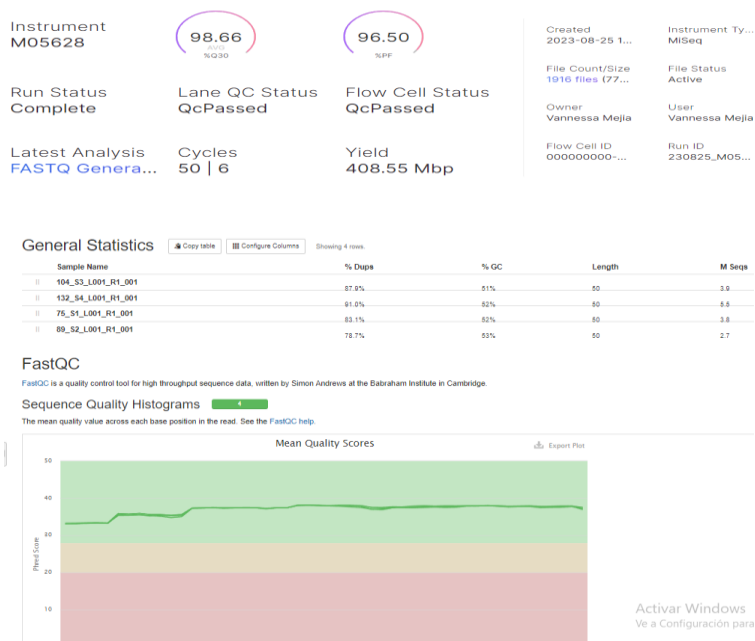 Instrument
M05628
98.66
AVG
%Q30
96.50
%PF
Run Status
Complete
Lane QC Status
QcPassed
Flow Cell Status
QcPassed
Latest Analysis
FASTQ Genera...
Cycles
50 | 6
Yield
408.55 Mbp
Created
2023-08-25 1...
Instrument Ty...
MiSeq
File Count/Size
1916 files (77...
File Status
Active
Owner
Vannessa Mejia
User
Vannessa Mejia
Flow Cell ID
000000000-...
Run ID
230825_M05...
General Statistics
Copy table
Configure Columns
Showing 4 rows.
Sample Name % Dups % GC Length M Seqs
104_S3_L001_R1_001 87.9% 51% 50 3.9
132_S4_L001_R1_001 91.0% 52% 50 5.5
75_S1_L001_R1_001 83.1% 52% 50 3.8
89_S2_L001_R1_001 78.7% 53% 50 2.7
FastQC
FastQC is a quality control tool for high throughput sequence data, written by Simon Andrews at the Babraham Institute in Cambridge.
Sequence Quality Histograms 4
The mean quality value across each base position in the read. See the FastQC help.
Mean Quality Scores
Export Plot
50
40
30
20
10
Phred Score
Activar Windows
Ve a Configuración para